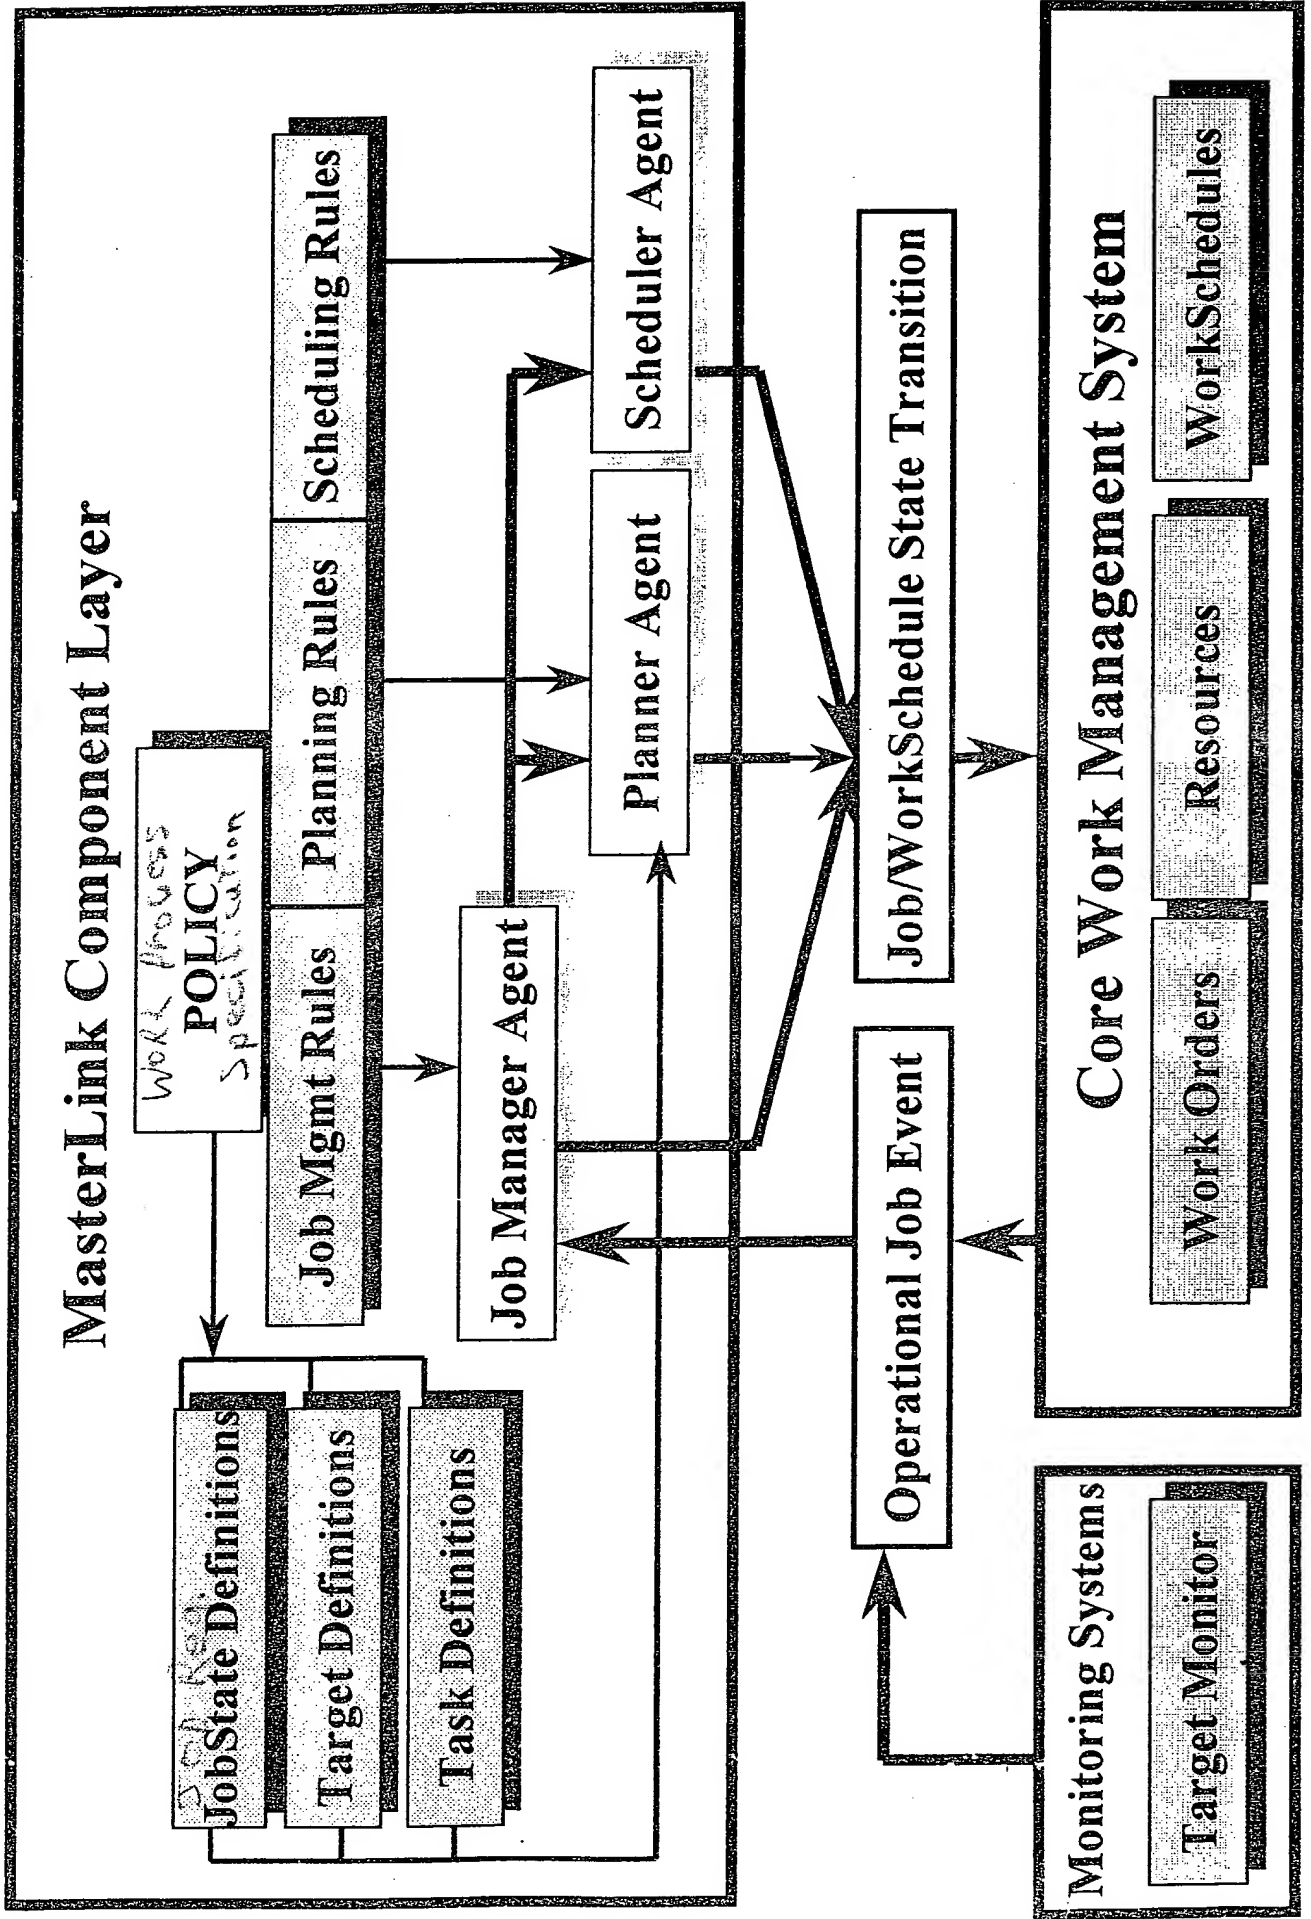 MasterLink Component Layer
Work Process
POLICY
Specification
JobState Definitions
Target Definitions
Task Definitions
Job Mgmt Rules
Planning Rules
Scheduling Rules
Job Manager Agent
Planner Agent
Scheduler Agent
Operational Job Event
Job/WorkSchedule State Transition
Monitoring Systems
Target Monitor
Core Work Management System
Work Orders
Resources
WorkSchedules